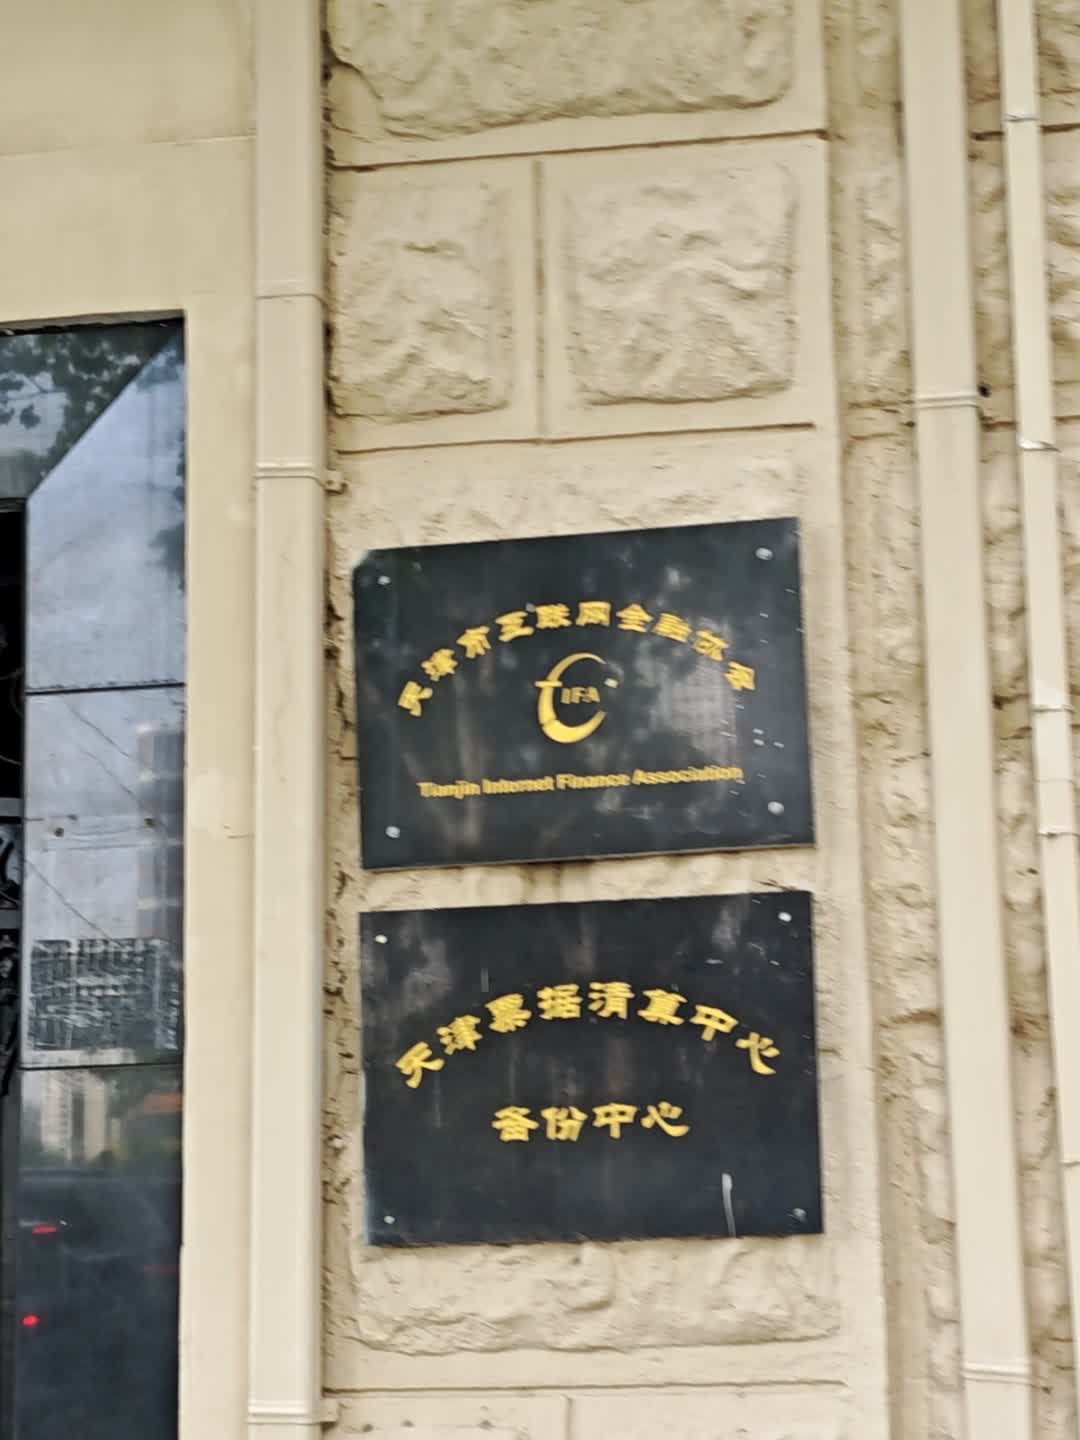 天津市互联网金融协会
TIFA
Tianjin Internet Finance Association
天津票据清算中心
备份中心